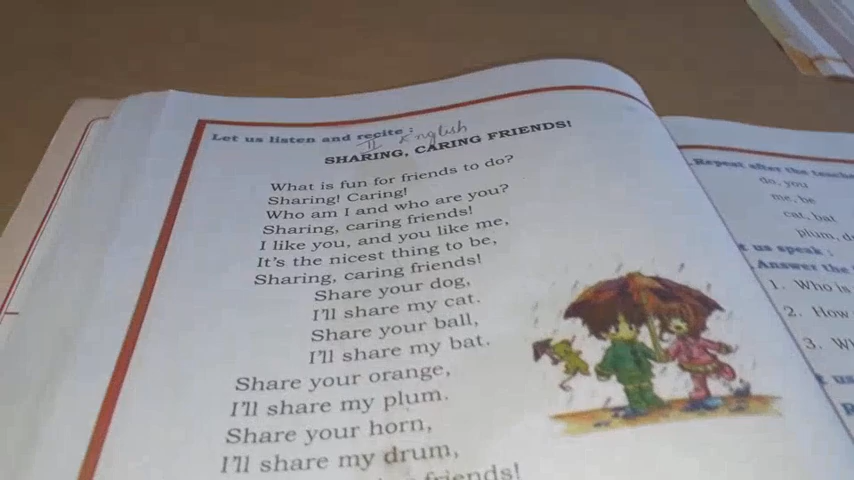 Let us listen and recite :
II English
SHARING, CARING FRIENDS!
What is fun for friends to do?
Sharing! Caring!
Who am I and who are you?
Sharing, caring friends!
I like you, and you like me,
It's the nicest thing to be,
Sharing, caring friends!
Share your dog,
I'll share my cat.
Share your ball,
I'll share my bat.
Share your orange,
I'll share my plum.
Share your horn,
I'll share my drum,
friends!
Repeat after the
do, you
me, be
cat, bat
plum,
us speak :
Answer the
1. Who is
2. How
3.
us